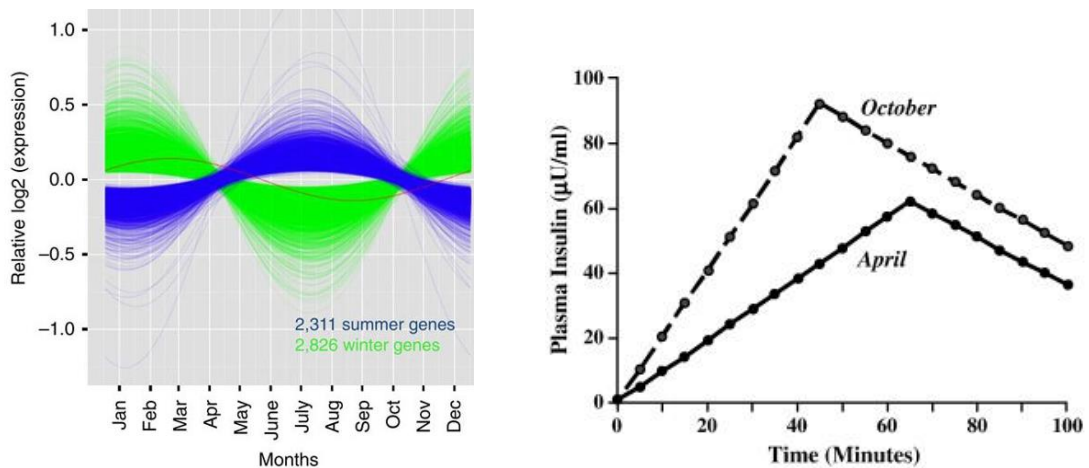 Relative log2 (expression)
1.0
0.5
0.0
−0.5
−1.0
2,311 summer genes
2,826 winter genes
Jan
Feb
Mar
Apr
May
June
July
Aug
Sep
Oct
Nov
Dec
Months
Plasma Insulin (µU/ml)
100
80
60
40
20
0
October
April
0 20 40 60 80 100
Time (Minutes)